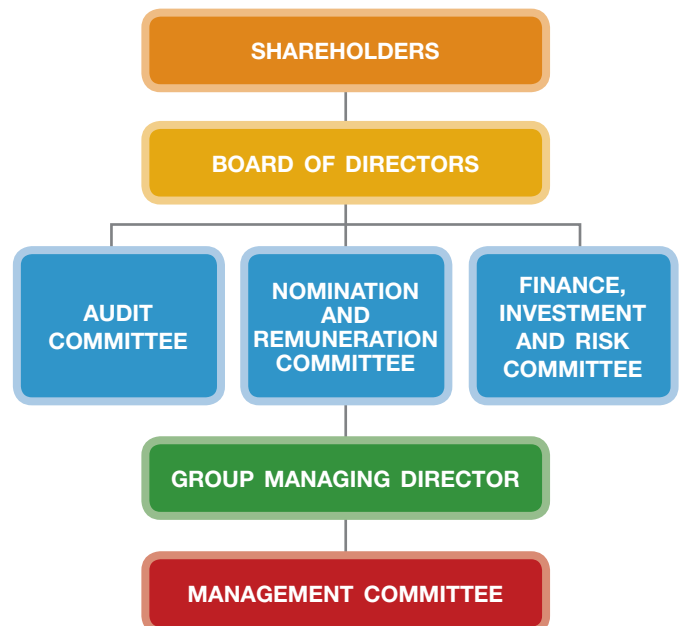 SHAREHOLDERS
BOARD OF DIRECTORS
AUDIT
COMMITTEE
NOMINATION
AND
REMUNERATION
COMMITTEE
FINANCE,
INVESTMENT
AND RISK
COMMITTEE
GROUP MANAGING DIRECTOR
MANAGEMENT COMMITTEE